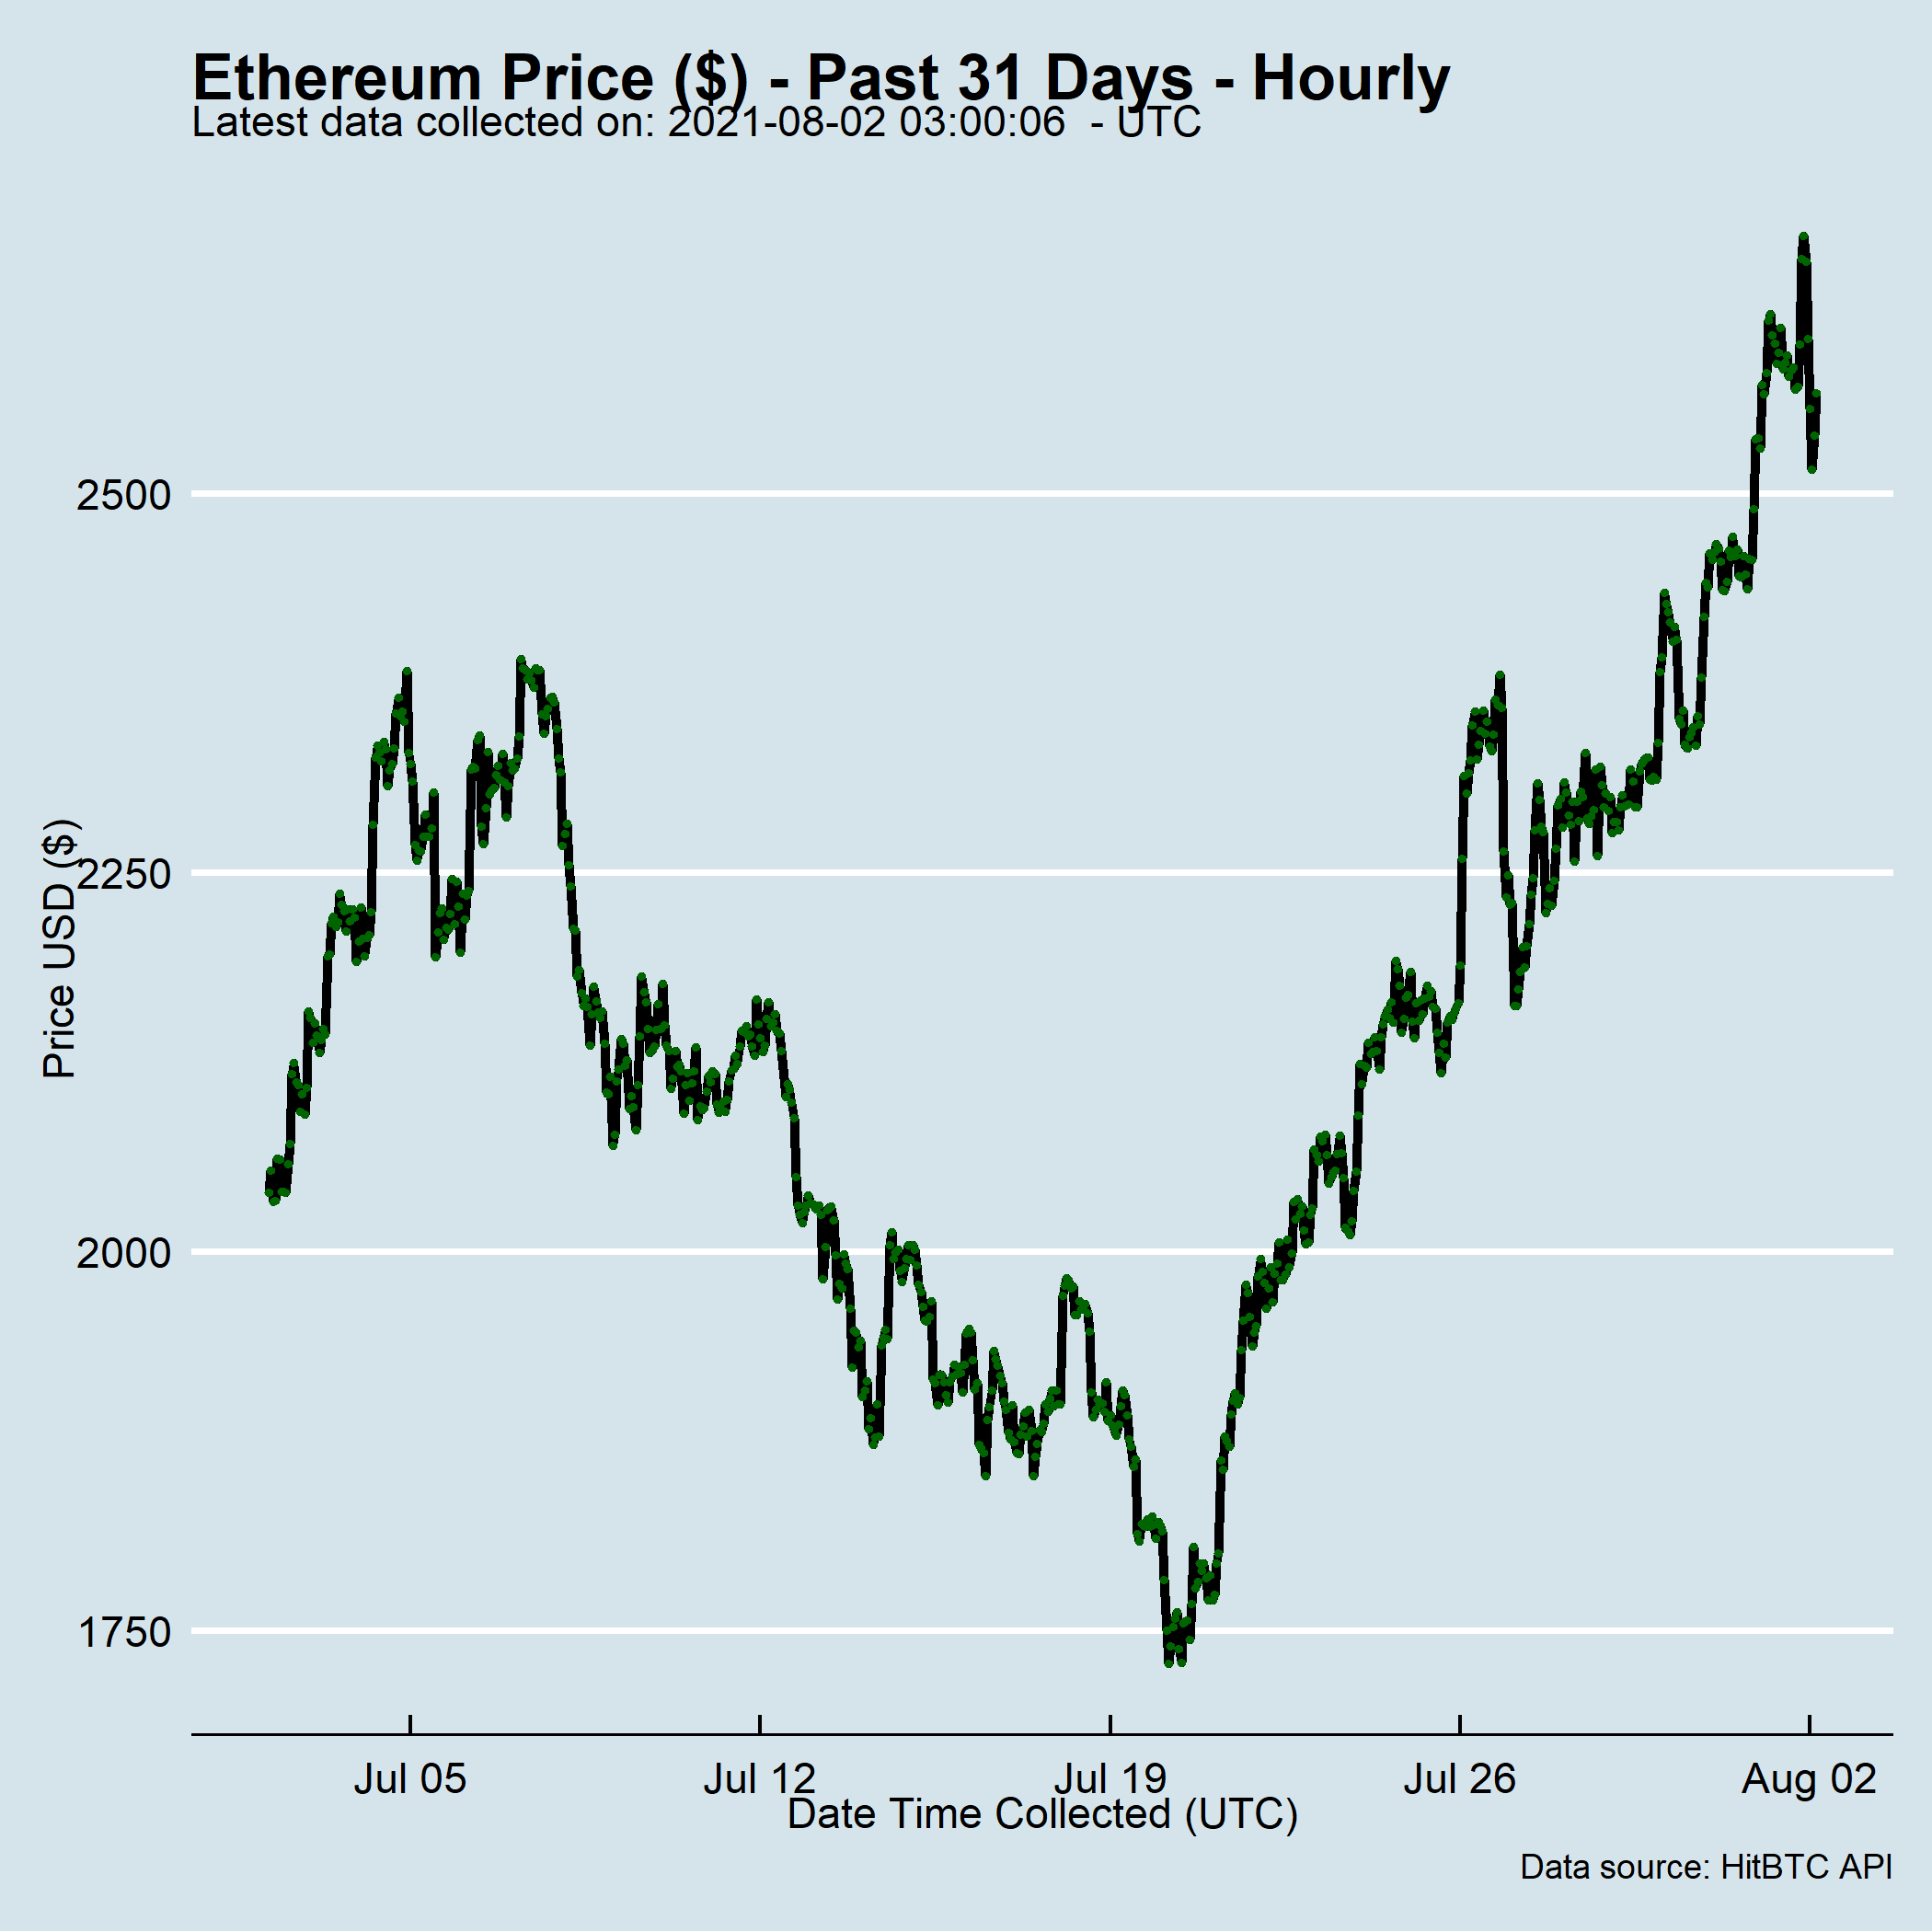 Ethereum Price ($) - Past 31 Days - Hourly
Latest data collected on: 2021-08-02 03:00:06  - UTC
Price USD ($)
2500
2250
2000
1750
Jul 05 Jul 12 Jul 19 Jul 26 Aug 02
Date Time Collected (UTC)
Data source: HitBTC API